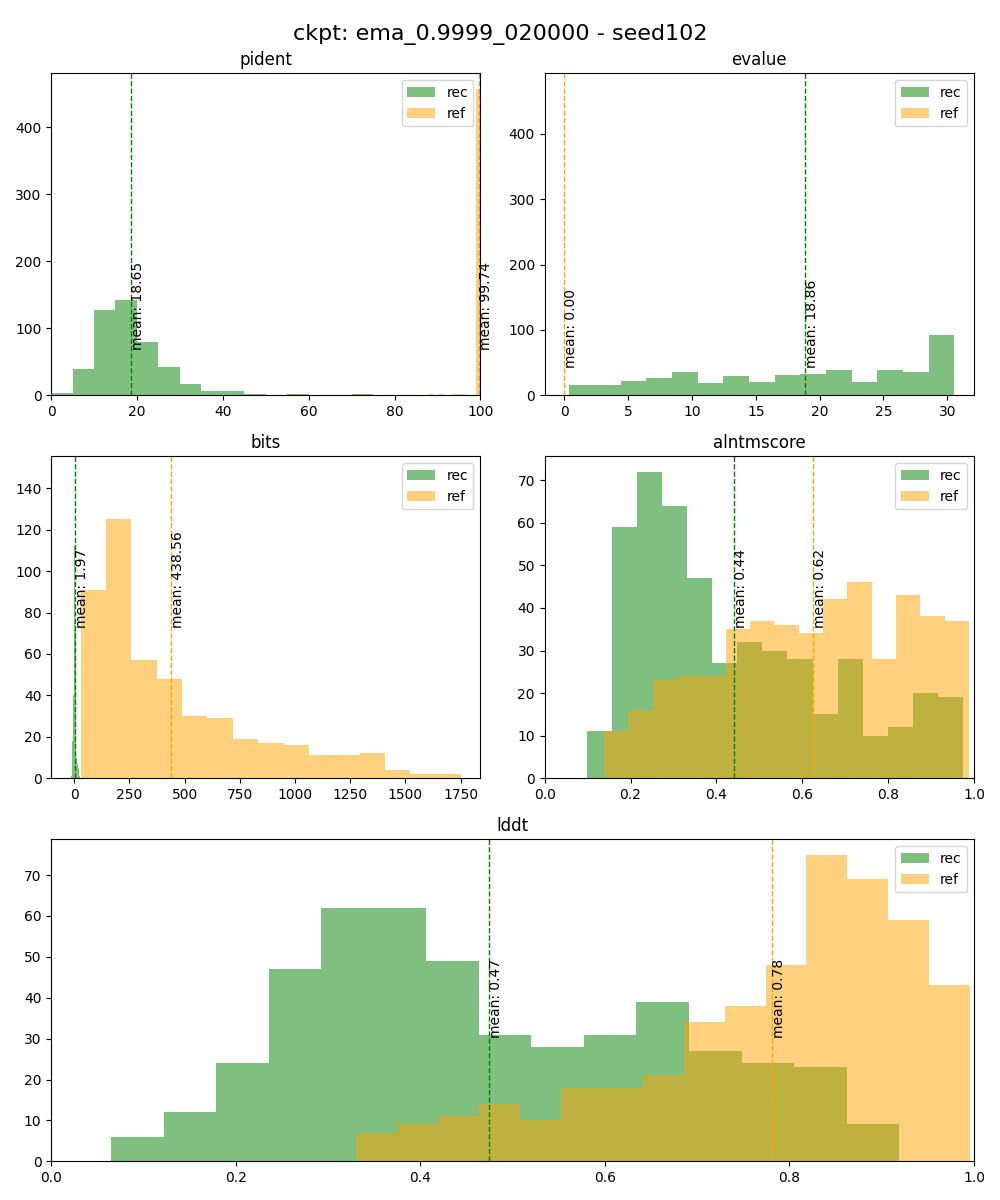 ckpt: ema_0.9999_020000 - seed102
pident
rec
ref
mean: 18.65
mean: 99.74
0
100
200
300
400
0 20 40 60 80 100
evalue
rec
ref
mean: 0.00
mean: 18.86
0
100
200
300
400
0 5 10 15 20 25 30
bits
rec
ref
mean: 1.97
mean: 438.56
0
20
40
60
80
100
120
140
0 250 500 750 1000 1250 1500 1750
alntmscore
rec
ref
mean: 0.44
mean: 0.62
0
10
20
30
40
50
60
70
0.0 0.2 0.4 0.6 0.8 1.0
lddt
rec
ref
mean: 0.47
mean: 0.78
0
10
20
30
40
50
60
70
0.0 0.2 0.4 0.6 0.8 1.0